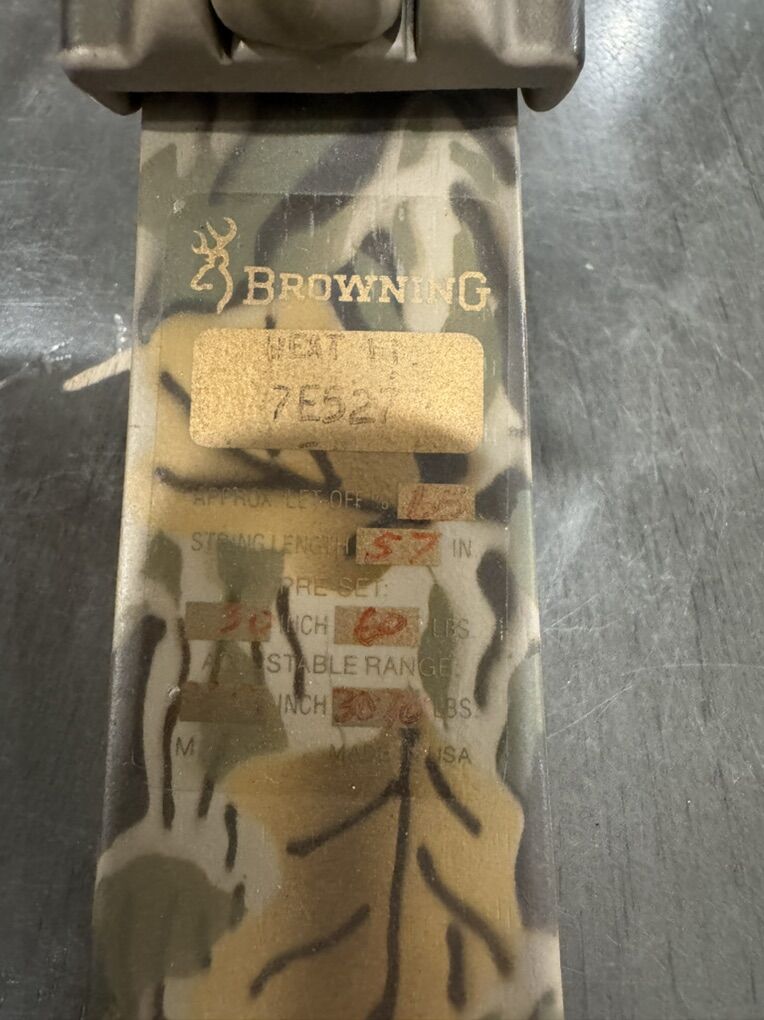 BROWNING
7E527
APPROX LET-OFF % 65
STRING LENGTH 57 IN
PRE-SET:
30 INCH 60 LBS.
ADJUSTABLE RANGE:
INCH LBS.
MADE IN USA